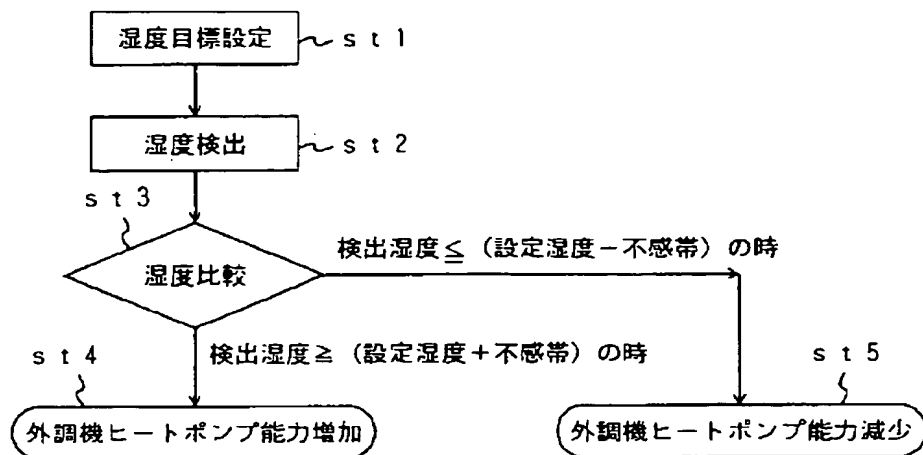 湿度目標設定 st1
湿度検出 st2
st3
検出湿度≦(設定湿度−不感帯)の時
湿度比較
st4 検出湿度≧(設定湿度+不感帯)の時 st5
外調機ヒートポンプ能力増加 外調機ヒートポンプ能力減少